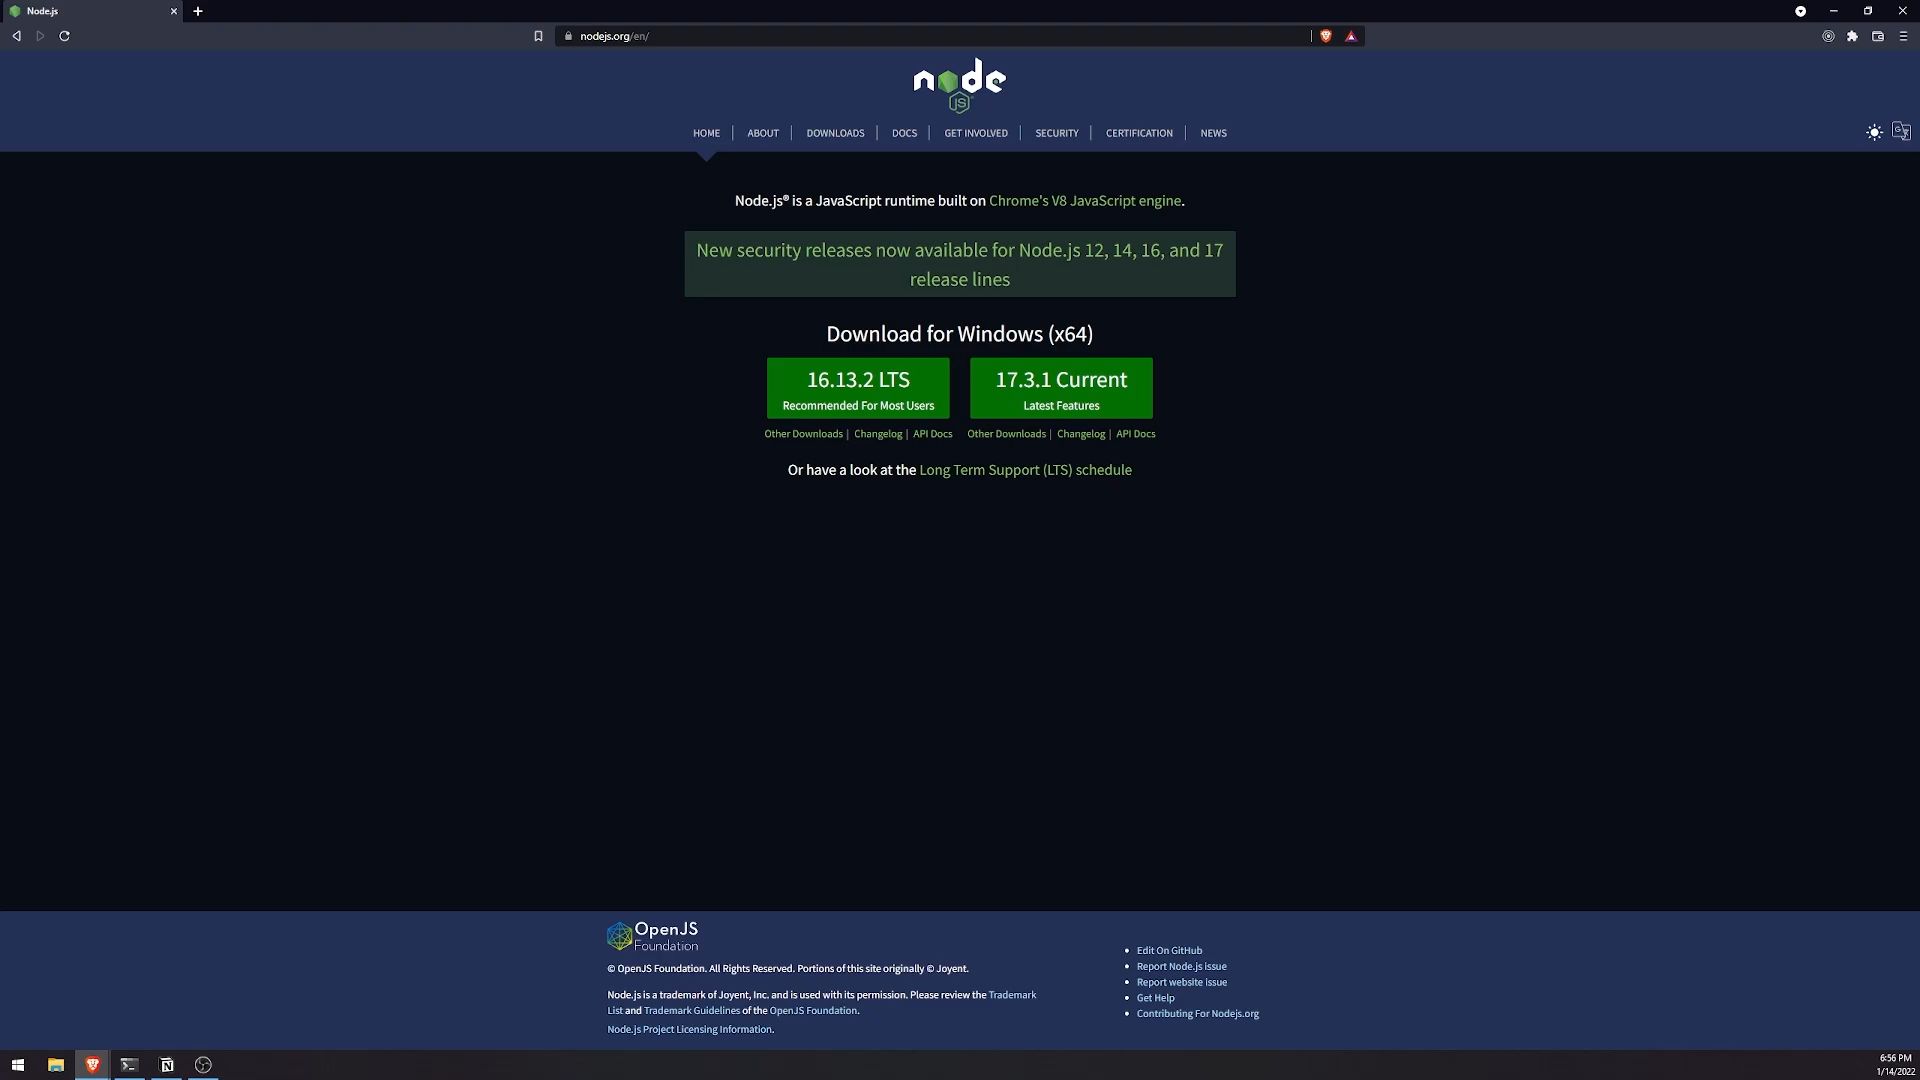 Node.js
nodejs.org/en/
node
JS
HOME
ABOUT
DOWNLOADS
DOCS
GET INVOLVED
SECURITY
CERTIFICATION
NEWS
Node.js® is a JavaScript runtime built on Chrome's V8 JavaScript engine.
New security releases now available for Node.js 12, 14, 16, and 17
release lines
Download for Windows (x64)
16.13.2 LTS
Recommended For Most Users
17.3.1 Current
Latest Features
Other Downloads | Changelog | API Docs
Other Downloads | Changelog | API Docs
Or have a look at the Long Term Support (LTS) schedule
OpenJS
Foundation
© OpenJS Foundation. All Rights Reserved. Portions of this site originally © Joyent.
Node.js is a trademark of Joyent, Inc. and is used with its permission. Please review the Trademark
List and Trademark Guidelines of the OpenJS Foundation.
Node.js Project Licensing Information.
Edit On GitHub
Report Node.js issue
Report website issue
Get Help
Contributing For Nodejs.org
6:56 PM
1/14/2022